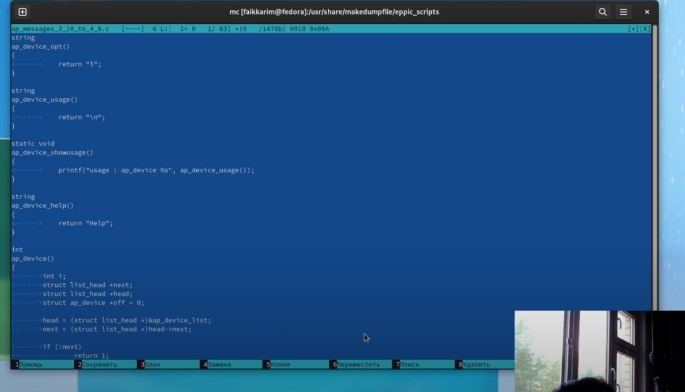 mc [faikkarim@fedora]:/usr/share/makedumpfile/eppic_scripts
ap_messages_3_10_to_4_8.c [----] 6 L:[ 1+ 0 1/ 83] *(6 /1476b) 0010 0x00A [*][X]
string
ap_device_opt()
{
return "l";
}
string
ap_device_usage()
{
return "\n";
}
static void
ap_device_showusage()
{
printf("usage : ap_device %s", ap_device_usage());
}
string
ap_device_help()
{
return "Help";
}
int
ap_device()
{
int i;
struct list_head *next;
struct list_head *head;
struct ap_device *off = 0;
head = (struct list_head *)&ap_device_list;
next = (struct list_head *)head->next;
if (!next)
return 1;
1Помощь 2Сохранить 3Блок 4Замена 5Копия 6Переместить 7Поиск 8Удалить